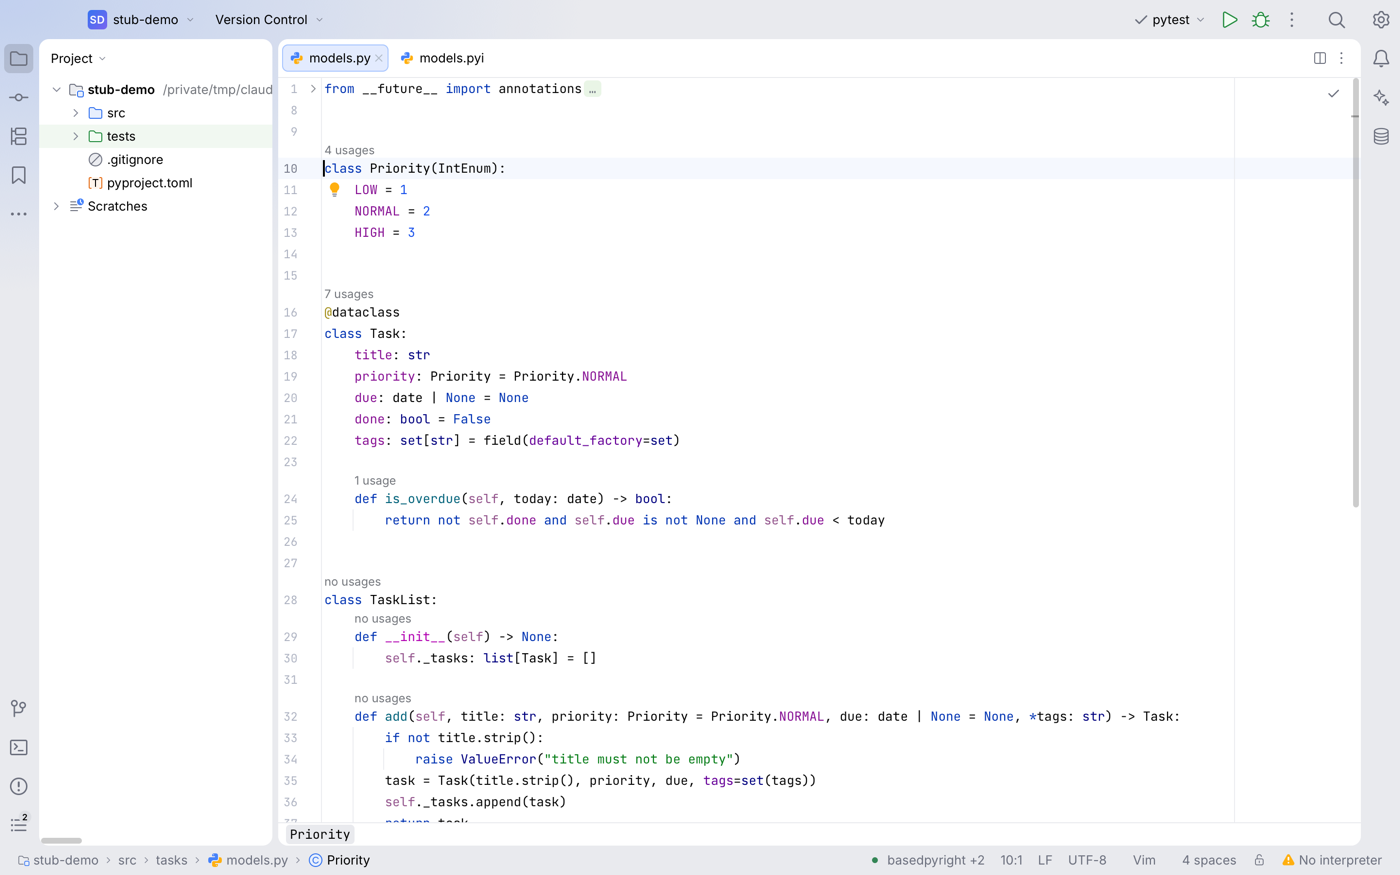 SD stub-demo Version Control pytest
Project
stub-demo /private/tmp/claud
src
tests
.gitignore
[T] pyproject.toml
Scratches
2
models.py models.pyi
1 from __future__ import annotations ...
8
9
4 usages
10 class Priority(IntEnum):
11 LOW = 1
12 NORMAL = 2
13 HIGH = 3
14
15
7 usages
16 @dataclass
17 class Task:
18 title: str
19 priority: Priority = Priority.NORMAL
20 due: date | None = None
21 done: bool = False
22 tags: set[str] = field(default_factory=set)
23
1 usage
24 def is_overdue(self, today: date) -> bool:
25 return not self.done and self.due is not None and self.due < today
26
27
no usages
28 class TaskList:
no usages
29 def __init__(self) -> None:
30 self._tasks: list[Task] = []
31
no usages
32 def add(self, title: str, priority: Priority = Priority.NORMAL, due: date | None = None, *tags: str) -> Task:
33 if not title.strip():
34 raise ValueError("title must not be empty")
35 task = Task(title.strip(), priority, due, tags=set(tags))
36 self._tasks.append(task)
37 return task
Priority
stub-demo › src › tasks › models.py › C Priority basedpyright +2 10:1 LF UTF-8 Vim 4 spaces No interpreter